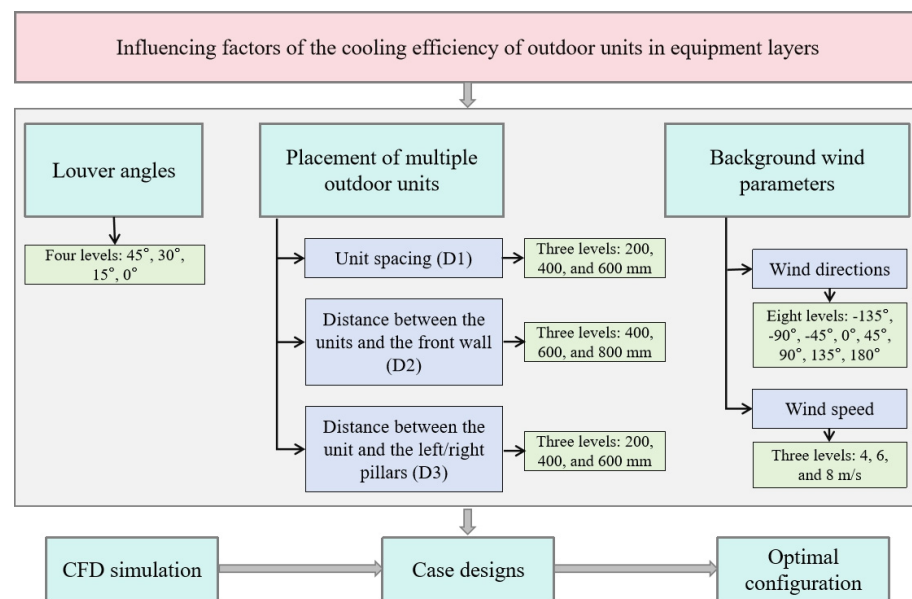 Influencing factors of the cooling efficiency of outdoor units in equipment layers
Louver angles
Four levels: 45°, 30°,
15°, 0°
Placement of multiple
outdoor units
Unit spacing (D1)
Three levels: 200,
400, and 600 mm
Distance between the
units and the front wall
(D2)
Three levels: 400,
600, and 800 mm
Distance between the
unit and the left/right
pillars (D3)
Three levels: 200,
400, and 600 mm
Background wind
parameters
Wind directions
Eight levels: -135°,
-90°, -45°, 0°, 45°,
90°, 135°, 180°
Wind speed
Three levels: 4, 6,
and 8 m/s
CFD simulation
Case designs
Optimal
configuration